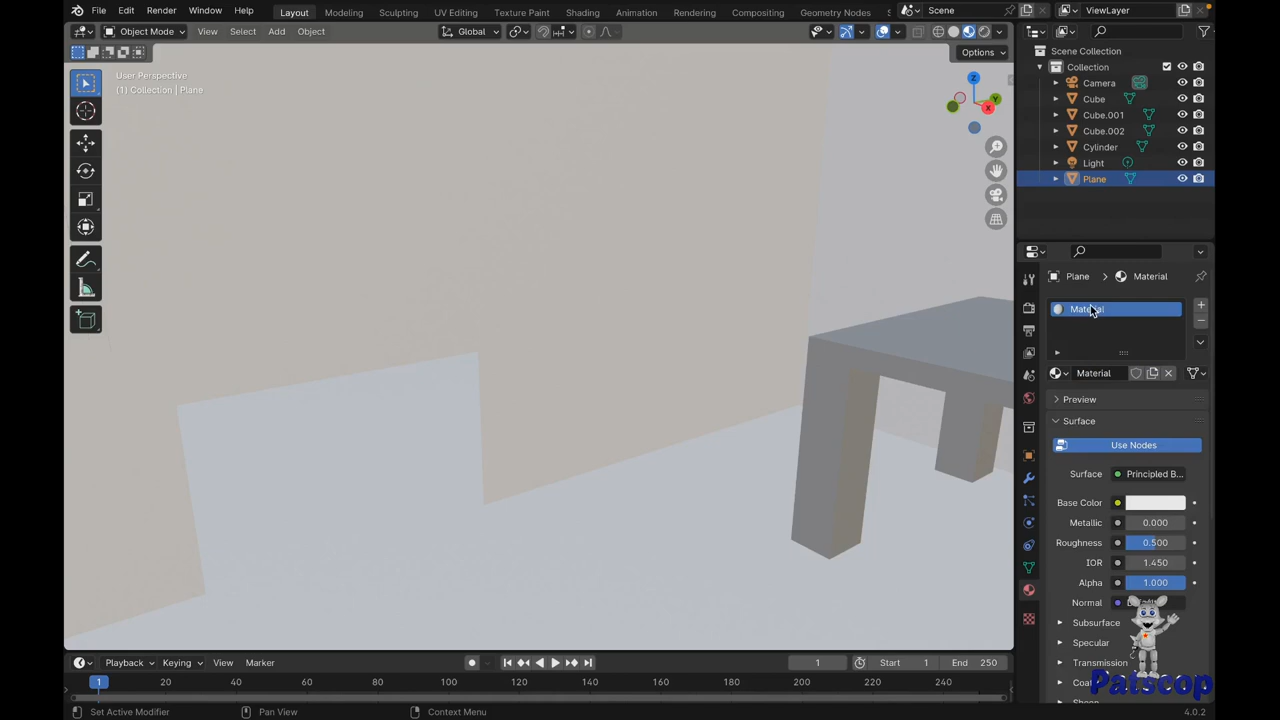 File Edit Render Window Help Layout Modeling Sculpting UV Editing Texture Paint Shading Animation Rendering Compositing Geometry Nodes Scene ViewLayer
Object Mode View Select Add Object Global
Options
User Perspective
(1) Collection | Plane
Z
Y
X
Scene Collection
Collection
Camera
Cube
Cube.001
Cube.002
Cylinder
Light
Plane
Plane > Material
Material
Material
Preview
Surface
Use Nodes
Surface Principled B...
Base Color
Metallic 0.000
Roughness 0.500
IOR 1.450
Alpha 1.000
Normal
Subsurface
Specular
Transmission
Patscop
Playback Keying View Marker 1 Start 1 End 250
1 20 40 60 80 100 120 140 160 180 200 220 240
Set Active Modifier Pan View Context Menu 4.0.2